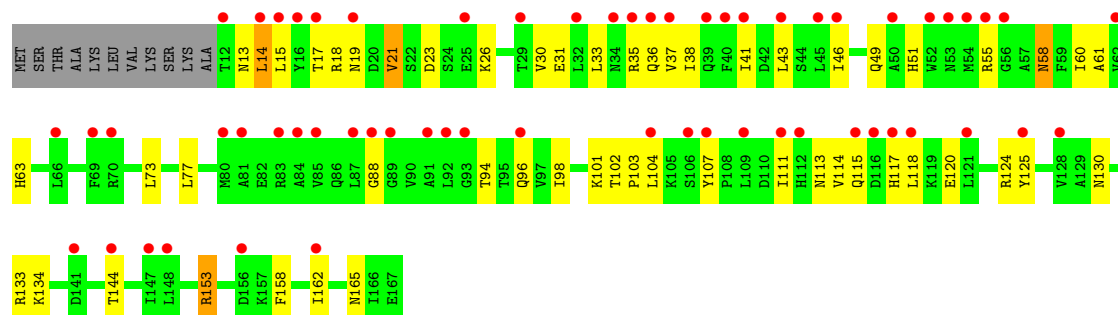 MET SER THR ALA LYS LEU VAL LYS SER LYS ALA T12 N13 L14 L15 Y16 T17 R18 N19 D20 V21 S22 D23 S24 E25 K26 T29 V30 E31 L32 L33 N34 R35 Q36 V37 I38 Q39 F40 I41 D42 L43 S44 L45 I46 Q49 A50 H51 W52 N53 M54 R55 G56 A57 N58 F59 I60 A61 V62
H63 L66 F69 R70 L73 L77 M80 A81 E82 R83 A84 V85 Q86 L87 G88 G89 V90 A91 L92 G93 T94 T95 Q96 V97 I98 K101 T102 P103 L104 K105 S106 Y107 P108 L109 D110 I111 H112 N113 V114 Q115 D116 H117 L118 K119 E120 L121 R124 Y125 V128 A129 N130
R133 K134 D141 T144 I147 L148 R153 D156 K157 F158 I162 N165 I166 E167